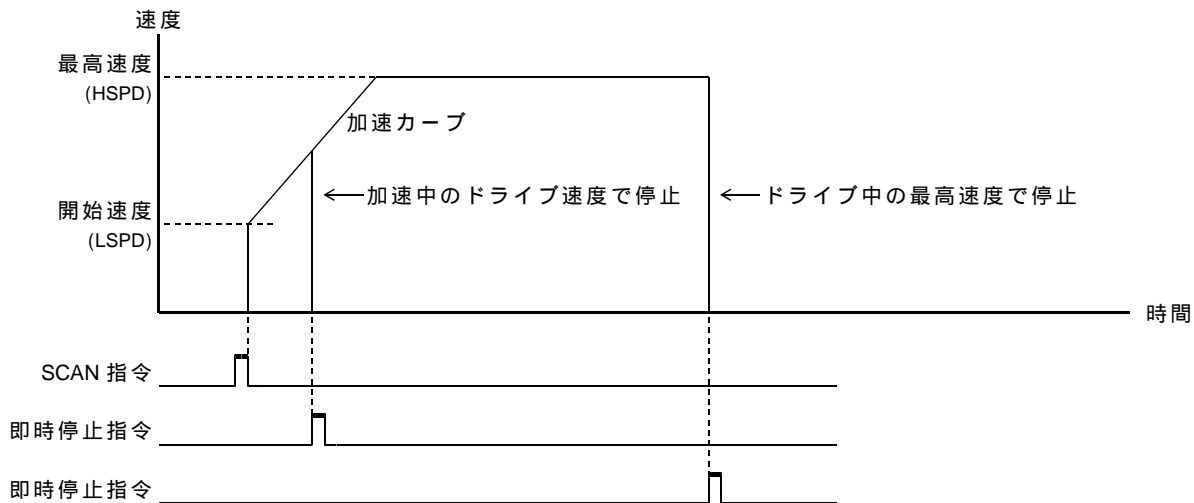 速度
最高速度
(HSPD)
加速カーブ
加速中のドライブ速度で停止
ドライブ中の最高速度で停止
開始速度
(LSPD)
時間
SCAN 指令
即時停止指令
即時停止指令